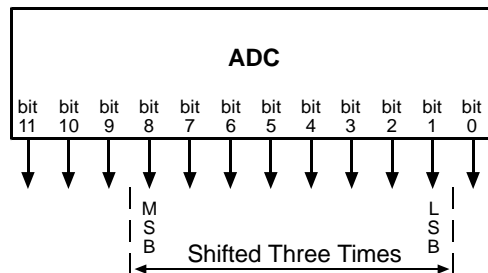 ADC
bit bit bit bit bit bit bit bit bit bit bit bit
11 10 9 8 7 6 5 4 3 2 1 0
M L
S S
B B
Shifted Three Times